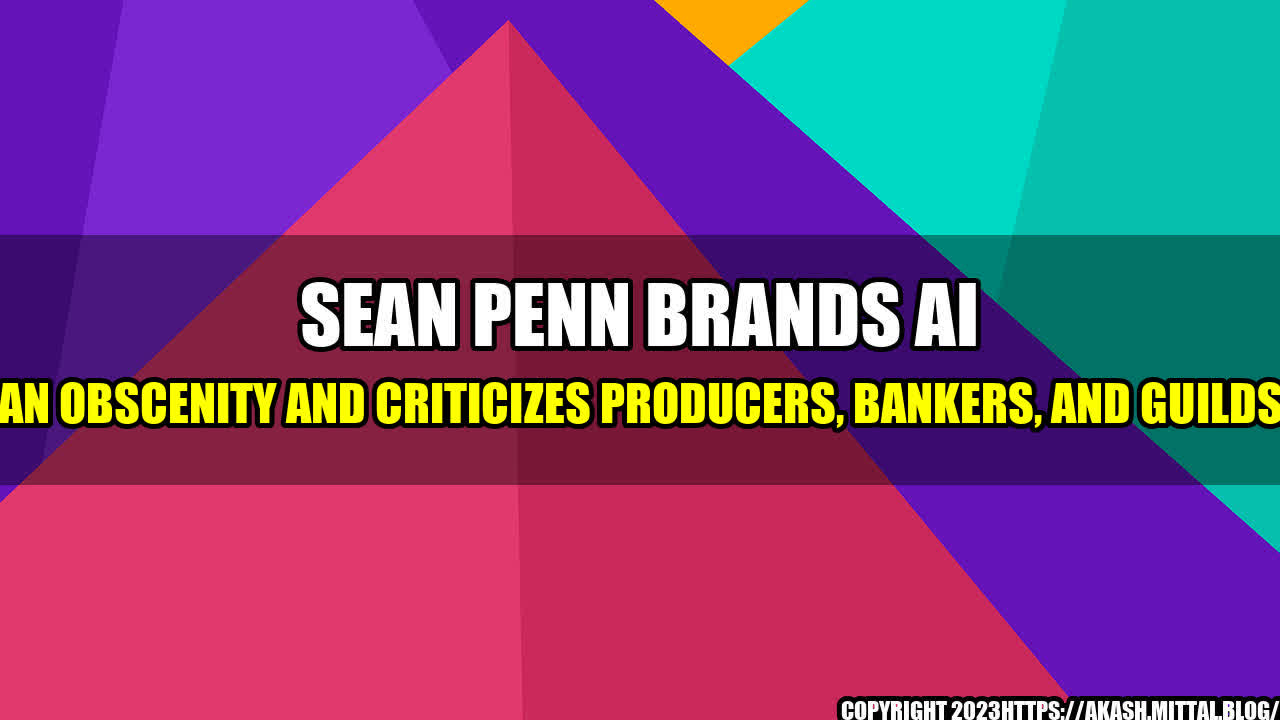 SEAN PENN BRANDS AI
AN OBSCENITY AND CRITICIZES PRODUCERS, BANKERS, AND GUILDS
COPYRIGHT 2023HTTPS://AKASH.MITTAL.BLOG/